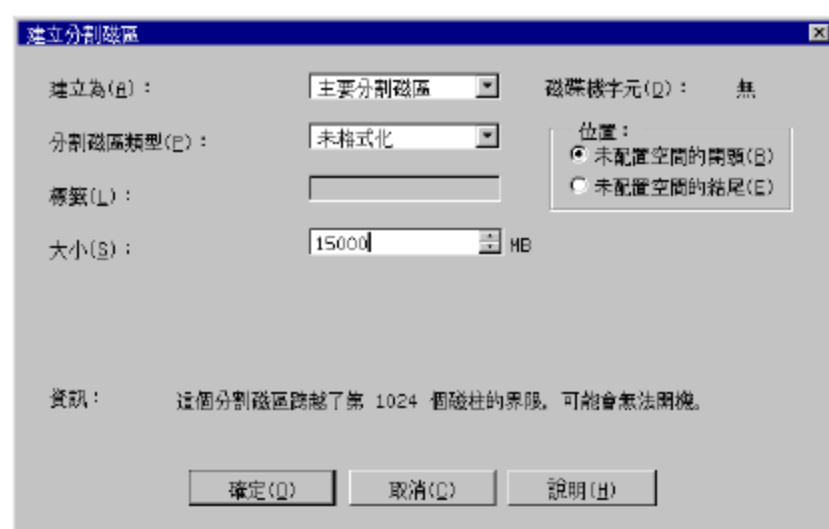 建立分割磁區
建立為(A)：
主要分割磁區
磁碟機字元(D)：
無
分割磁區類型(P)：
未格式化
位置：
未配置空間的開頭(B)
未配置空間的結尾(E)
標籤(L)：
大小(S)：
15000
MB
資訊：
這個分割磁區跨越了第 1024 個磁柱的界限。可能會無法開機。
確定(O)
取消(C)
說明(H)